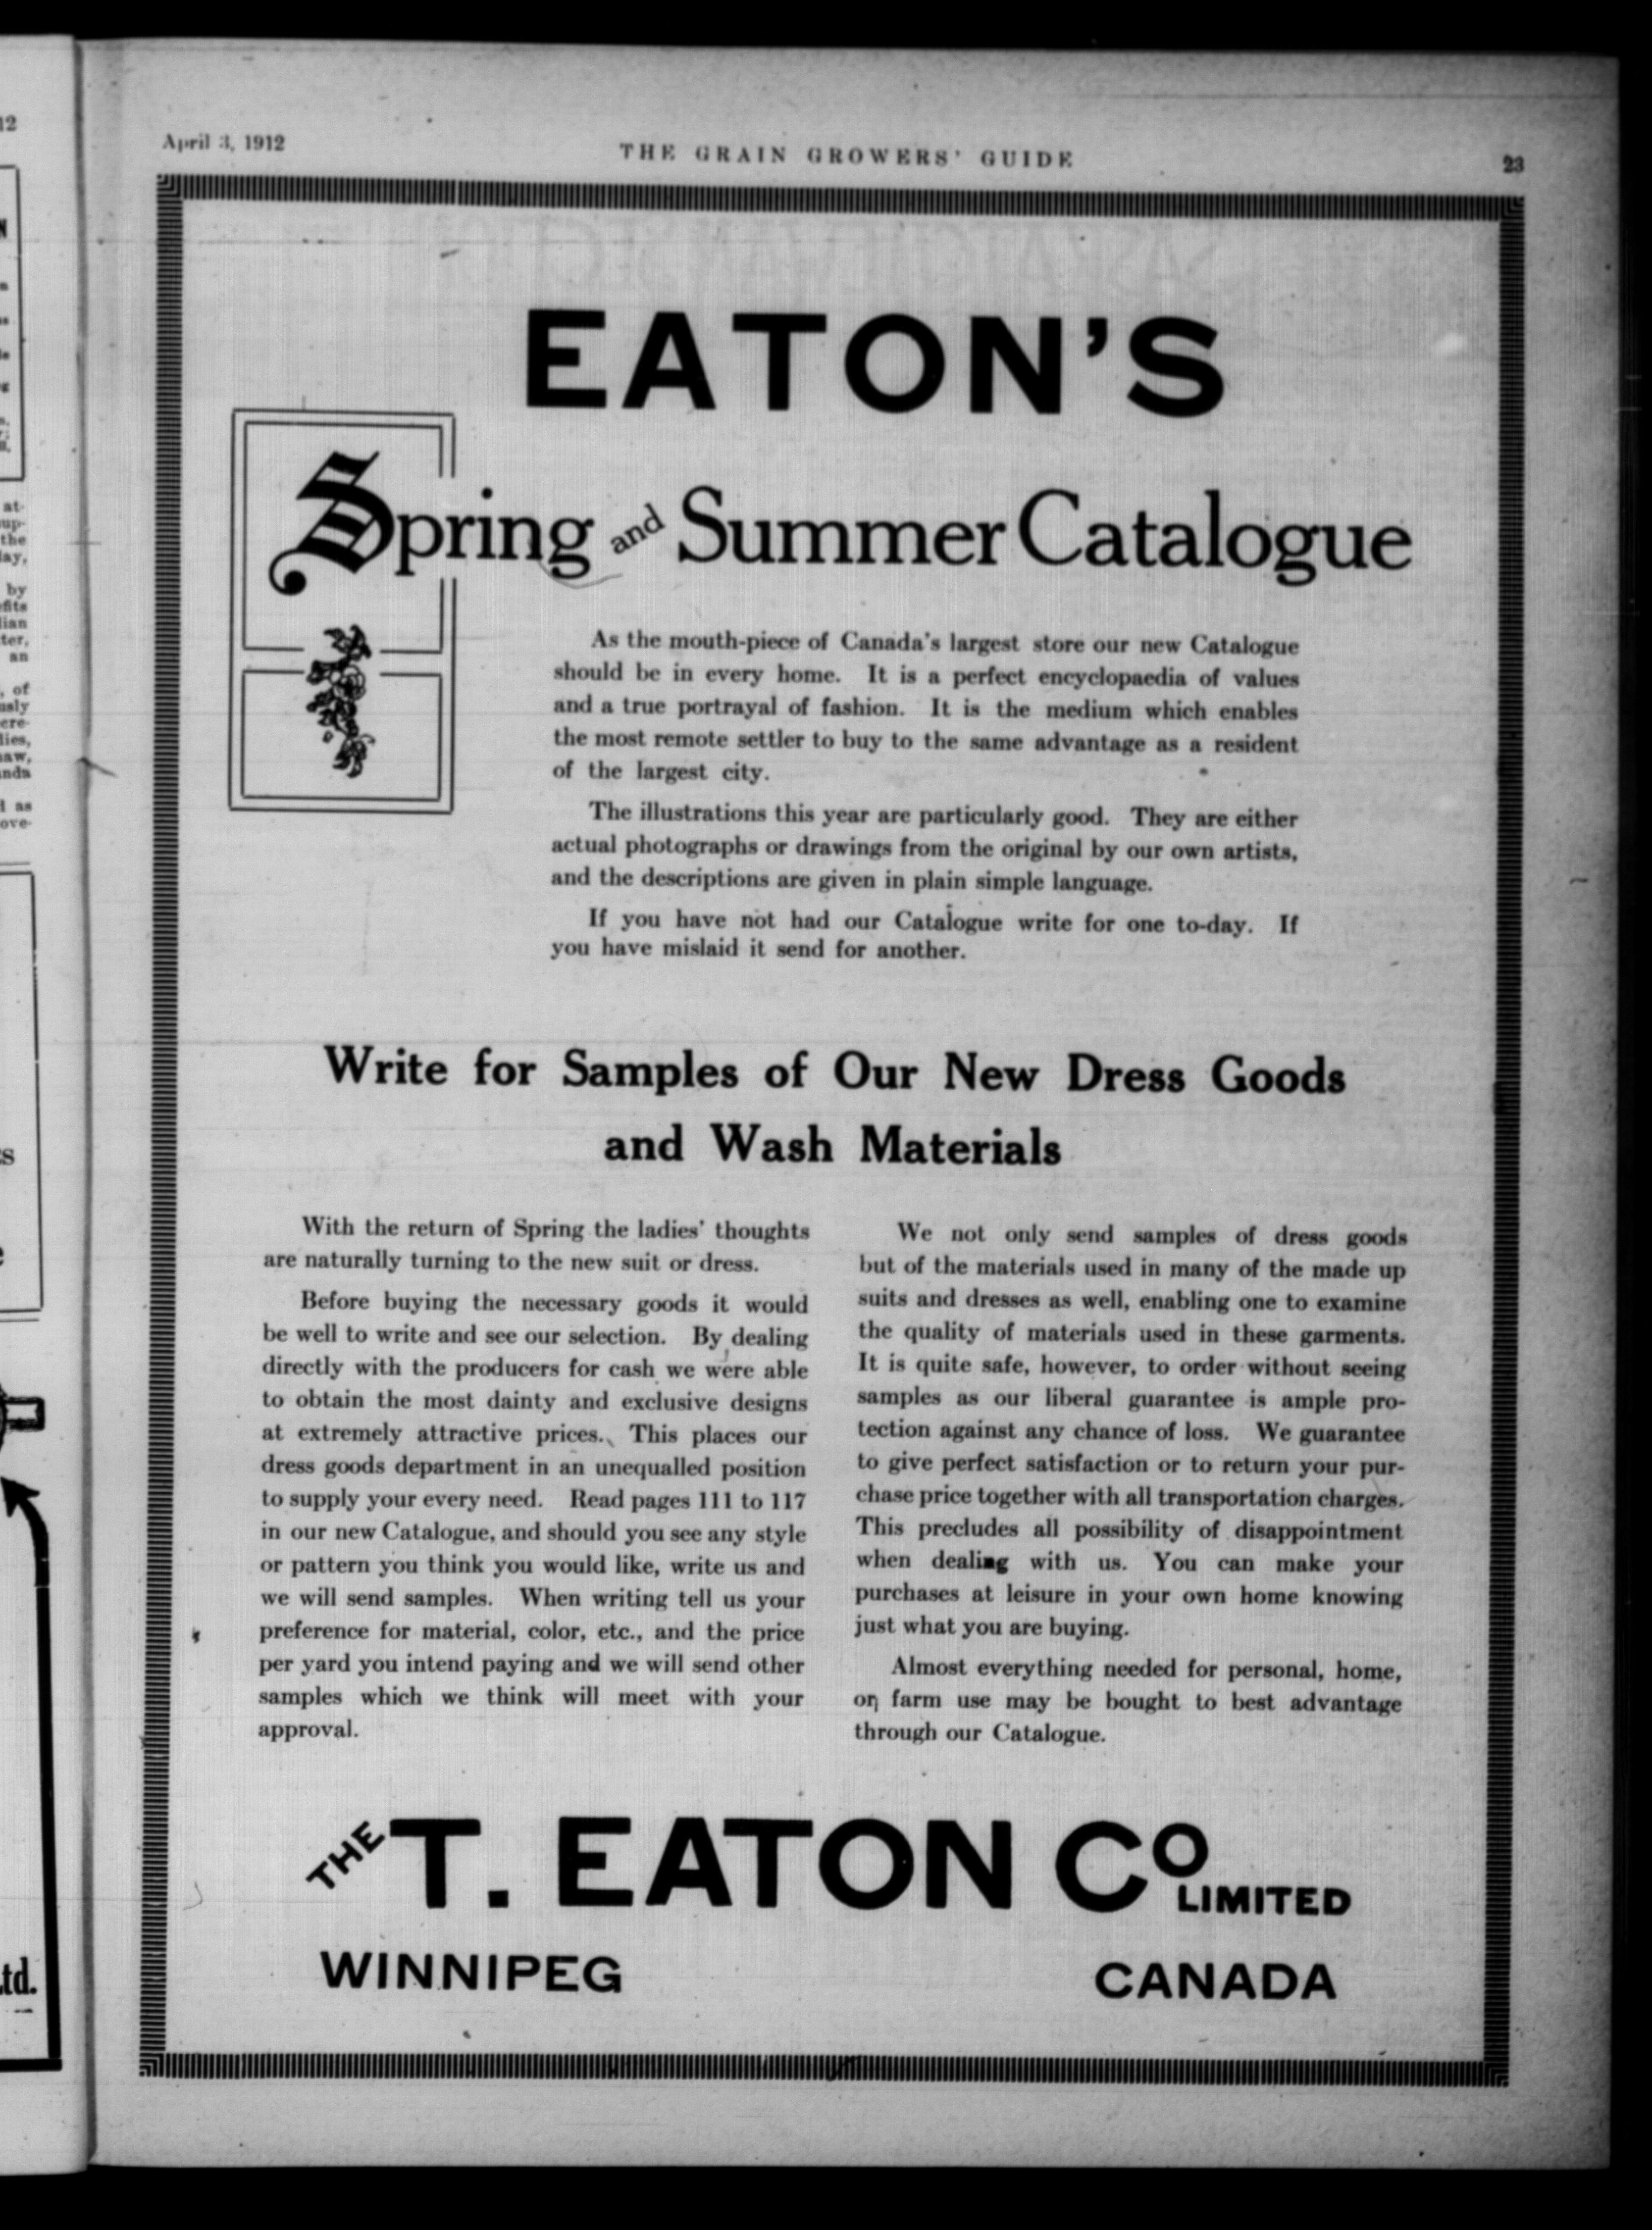 April 3, 1912
THE GRAIN GROWERS' GUIDE
23
EATON'S
Spring and Summer Catalogue
As the mouth-piece of Canada's largest store our new Catalogue
should be in every home. It is a perfect encyclopaedia of values
and a true portrayal of fashion. It is the medium which enables
the most remote settler to buy to the same advantage as a resident
of the largest city.
The illustrations this year are particularly good. They are either
actual photographs or drawings from the original by our own artists,
and the descriptions are given in plain simple language.
If you have not had our Catalogue write for one to-day. If
you have mislaid it send for another.
Write for Samples of Our New Dress Goods
and Wash Materials
With the return of Spring the ladies' thoughts
are naturally turning to the new suit or dress.
Before buying the necessary goods it would
be well to write and see our selection. By dealing
directly with the producers for cash we were able
to obtain the most dainty and exclusive designs
at extremely attractive prices. This places our
dress goods department in an unequalled position
to supply your every need. Read pages 111 to 117
in our new Catalogue, and should you see any style
or pattern you think you would like, write us and
we will send samples. When writing tell us your
preference for material, color, etc., and the price
per yard you intend paying and we will send other
samples which we think will meet with your
approval.
We not only send samples of dress goods
but of the materials used in many of the made up
suits and dresses as well, enabling one to examine
the quality of materials used in these garments.
It is quite safe, however, to order without seeing
samples as our liberal guarantee is ample pro-
tection against any chance of loss. We guarantee
to give perfect satisfaction or to return your pur-
chase price together with all transportation charges.
This precludes all possibility of disappointment
when dealing with us. You can make your
purchases at leisure in your own home knowing
just what you are buying.
Almost everything needed for personal, home,
or farm use may be bought to best advantage
through our Catalogue.
THE T. EATON CO LIMITED
WINNIPEG
CANADA